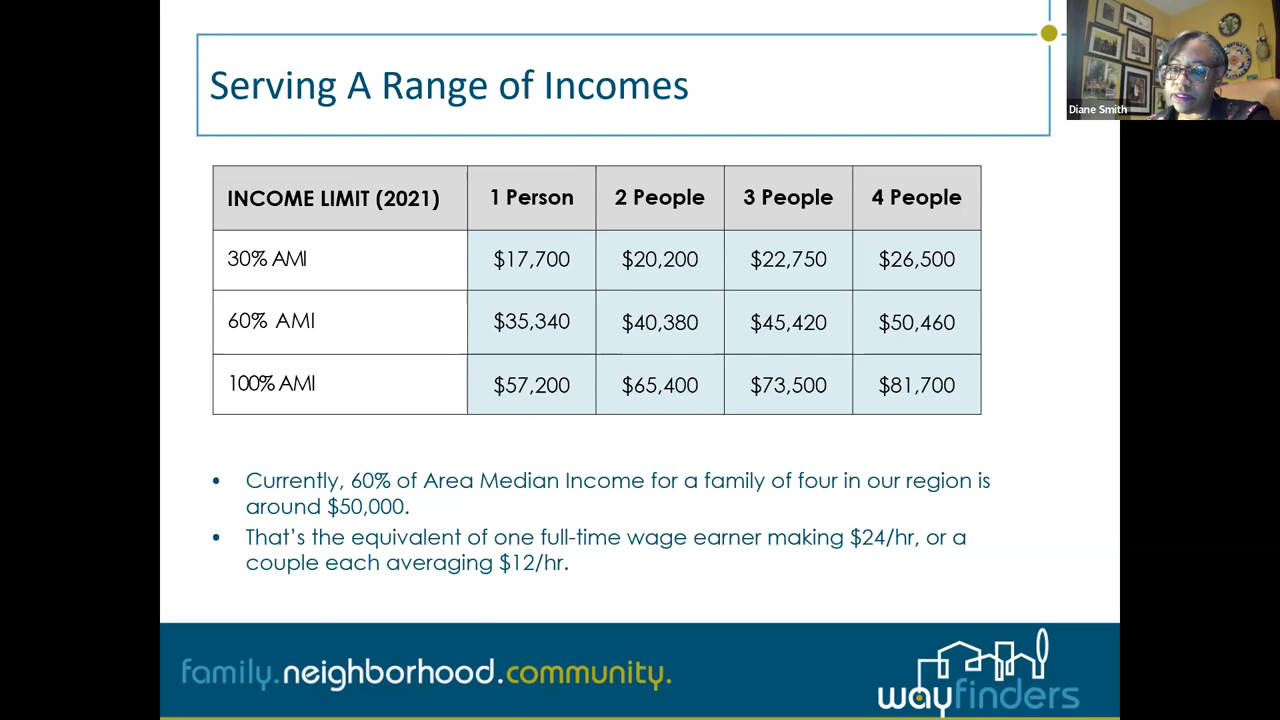 Serving A Range of Incomes
Diane Smith
INCOME LIMIT (2021) 1 Person 2 People 3 People 4 People
30% AMI $17,700 $20,200 $22,750 $26,500
60% AMI $35,340 $40,380 $45,420 $50,460
100% AMI $57,200 $65,400 $73,500 $81,700
• Currently, 60% of Area Median Income for a family of four in our region is
around $50,000.
• That's the equivalent of one full-time wage earner making $24/hr, or a
couple each averaging $12/hr.
family.neighborhood.community.
wayfinders